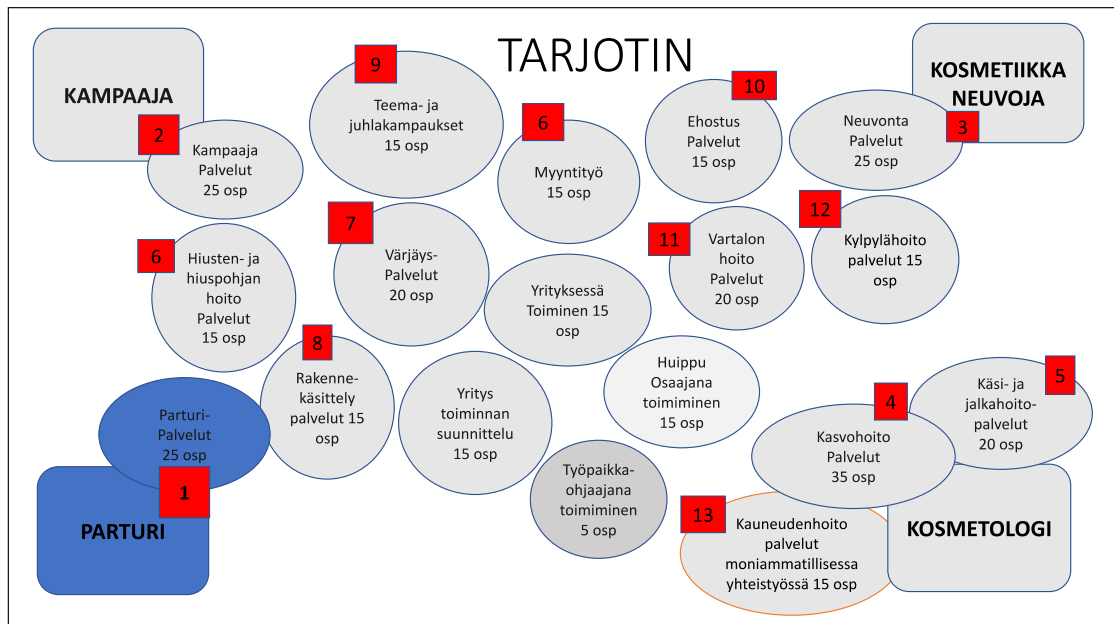 TARJOTIN
KAMPAAJA
2
Kampaaja
Palvelut
25 osp
9
Teema- ja
juhlakampaukset
15 osp
6
Myyntityö
15 osp
10
Ehostus
Palvelut
15 osp
KOSMETIIKKA
NEUVOJA
Neuvonta
Palvelut
25 osp
3
6
Hiusten- ja
hiuspohjan
hoito
Palvelut
15 osp
7
Värjäys-
Palvelut
20 osp
Yrityksessä
Toiminen 15
osp
11
Vartalon
hoito
Palvelut
20 osp
12
Kylpylähoito
palvelut 15
osp
8
Rakenne-
käsittely
palvelut 15
osp
Yritys
toiminnan
suunnittelu
15 osp
Huippu
Osaajana
toimiminen
15 osp
5
Käsi- ja
jalkahoito-
palvelut
20 osp
4
Kasvohoito
Palvelut
35 osp
Parturi-
Palvelut
25 osp
1
PARTURI
Työpaikka-
ohjaajana
toimiminen
5 osp
13
Kauneudenhoito
palvelut
moniammatillisessa
yhteistyössä 15 osp
KOSMETOLOGI